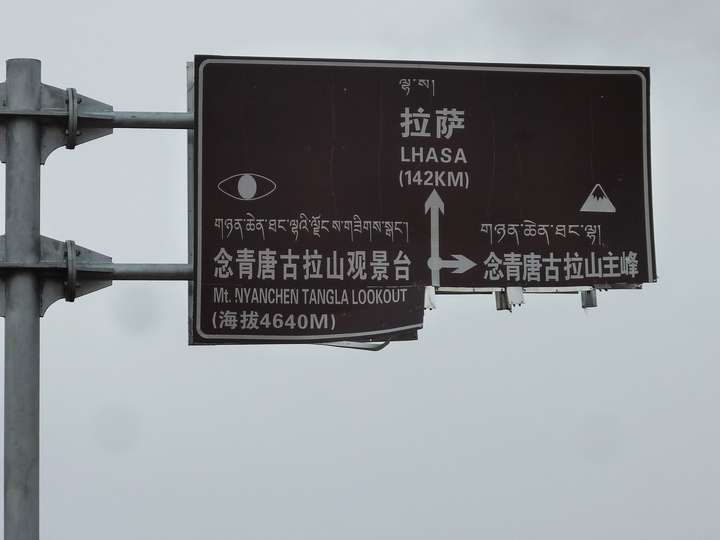 ལྷ་ས།
拉萨
LHASA
(142KM)
གཉན་ཆེན་ཐང་ལྷའི་ལྗོངས་གཟིགས་སྒང་།
念青唐古拉山观景台
Mt. NYANCHEN TANGLA LOOKOUT
(海拔4640M)
གཉན་ཆེན་ཐང་ལྷ།
念青唐古拉山主峰